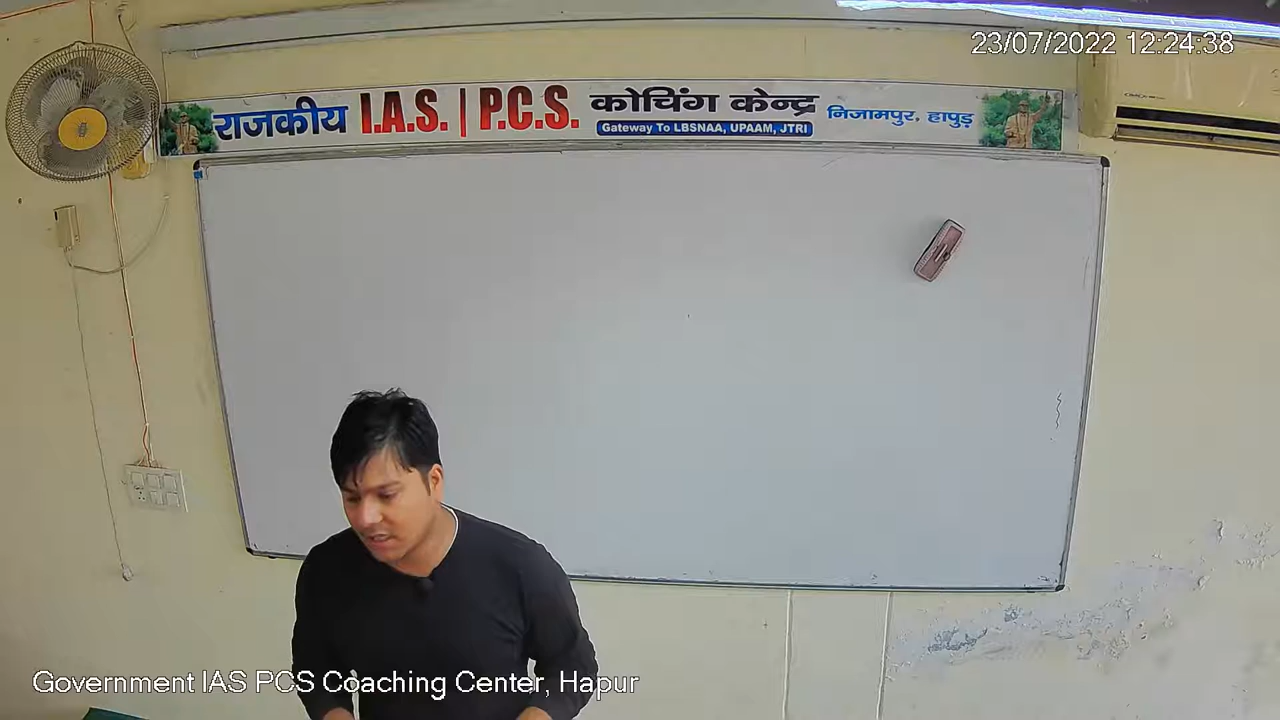 23/07/2022 12:24:38
राजकीय I.A.S. | P.C.S. कोचिंग केन्द्र निजामपुर, हापुड़
Gateway To LBSNAA, UPAAM, JTRI
Government IAS PCS Coaching Center, Hapur